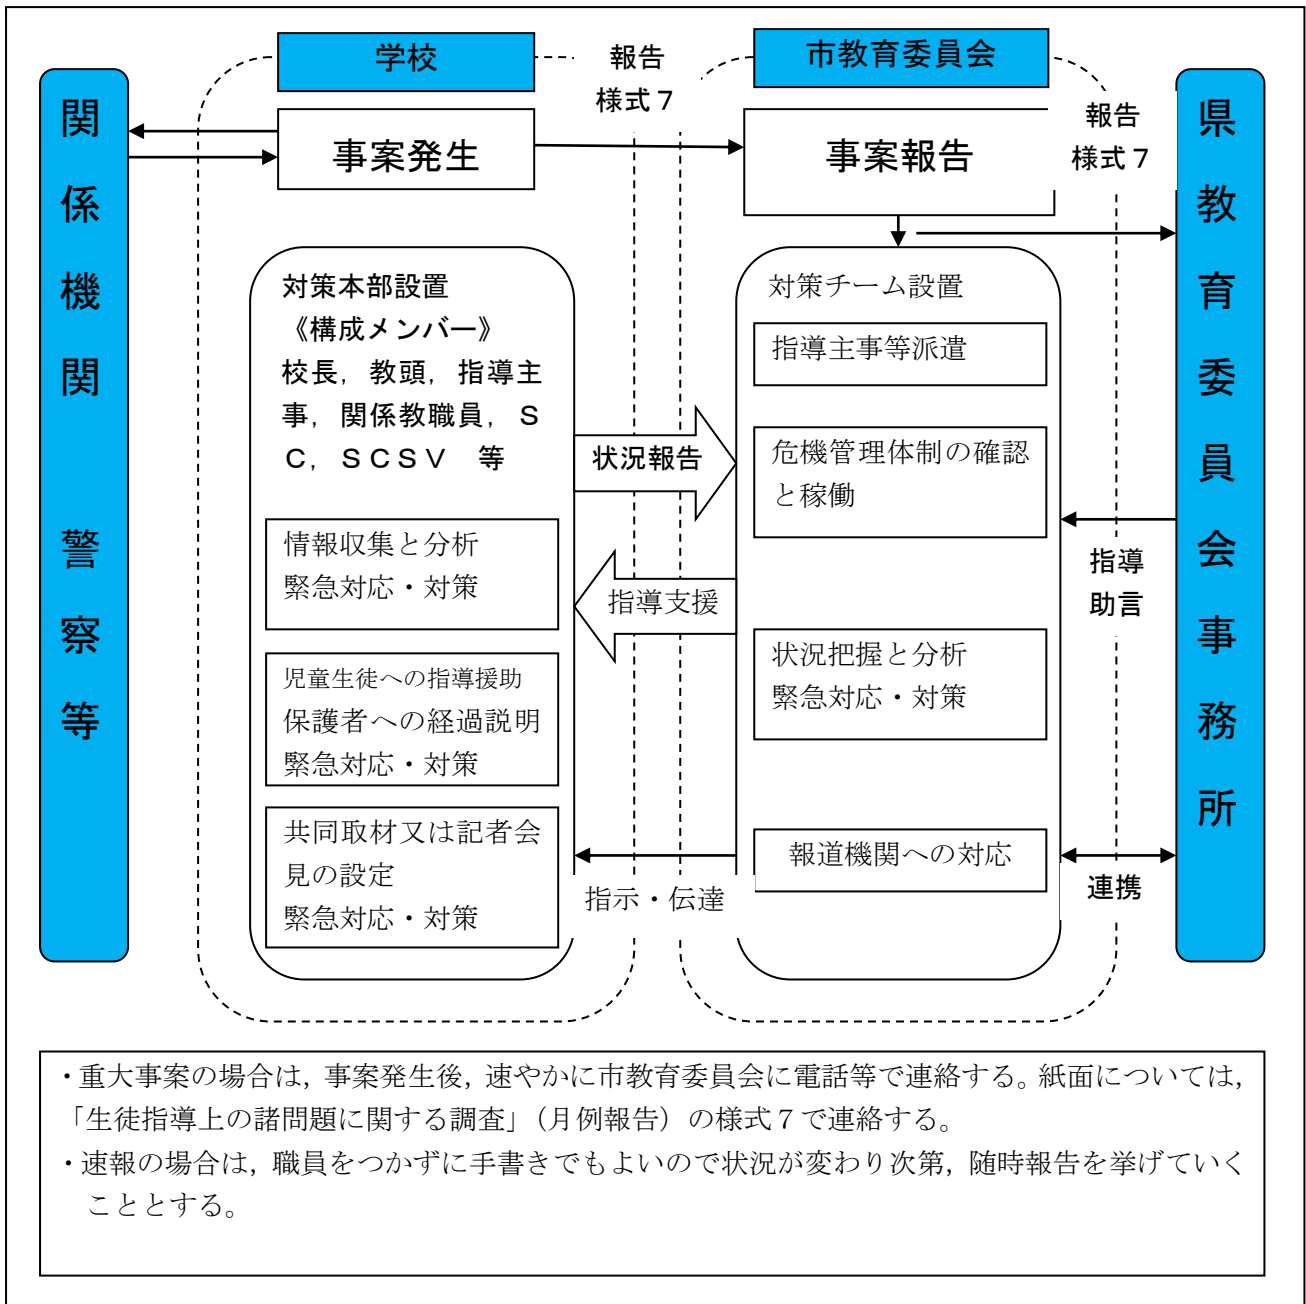 学校
報告
様式7
市教育委員会
関係機関　警察等
事案発生
事案報告
報告
様式7
県教育委員会事務所
対策本部設置
《構成メンバー》
校長，教頭，指導主
事，関係教職員，S
C，SCSV　等
状況報告
情報収集と分析
緊急対応・対策
指導支援
児童生徒への指導援助
保護者への経過説明
緊急対応・対策
共同取材又は記者会
見の設定
緊急対応・対策
指示・伝達
対策チーム設置
指導主事等派遣
危機管理体制の確認
と稼働
指導
助言
状況把握と分析
緊急対応・対策
報道機関への対応
連携
・重大事案の場合は，事案発生後，速やかに市教育委員会に電話等で連絡する。紙面については，
「生徒指導上の諸問題に関する調査」（月例報告）の様式7で連絡する。
・速報の場合は，職員をつかずに手書きでもよいので状況が変わり次第，随時報告を挙げていく
こととする。